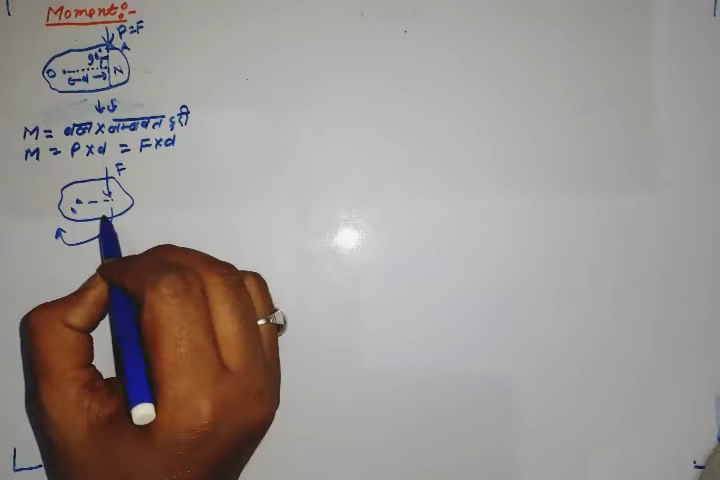 Moment:-
P=F
A
90°
O d N
M = बल × लम्बवत दूरी
M = P × d = F × d
F